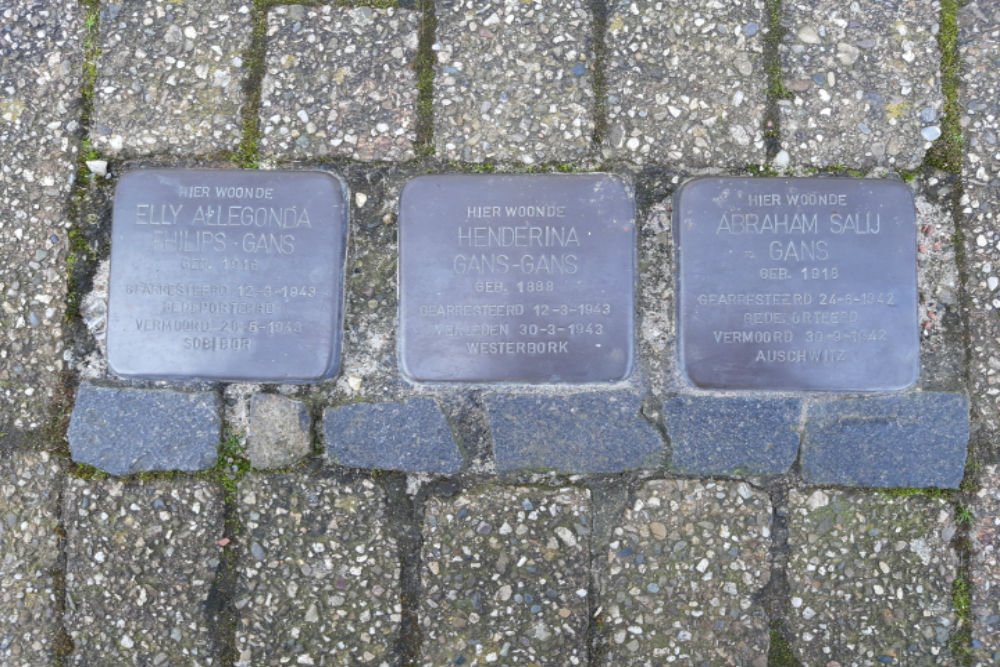 HIER WOONDE
ELLY ALLEGONDA
PHILIPS-GANS
GEB. 1916
GEARRESTEERD 12-3-1943
GEDEPORTEERD
VERMOORD 28-5-1943
SOBIBOR
HIER WOONDE
HENDERINA
GANS-GANS
GEB. 1888
GEARRESTEERD 12-3-1943
OVERLEDEN 30-3-1943
WESTERBORK
HIER WOONDE
ABRAHAM SALIJ
GANS
GEB. 1918
GEARRESTEERD 24-6-1942
GEDEPORTEERD
VERMOORD 30-9-1942
AUSCHWITZ